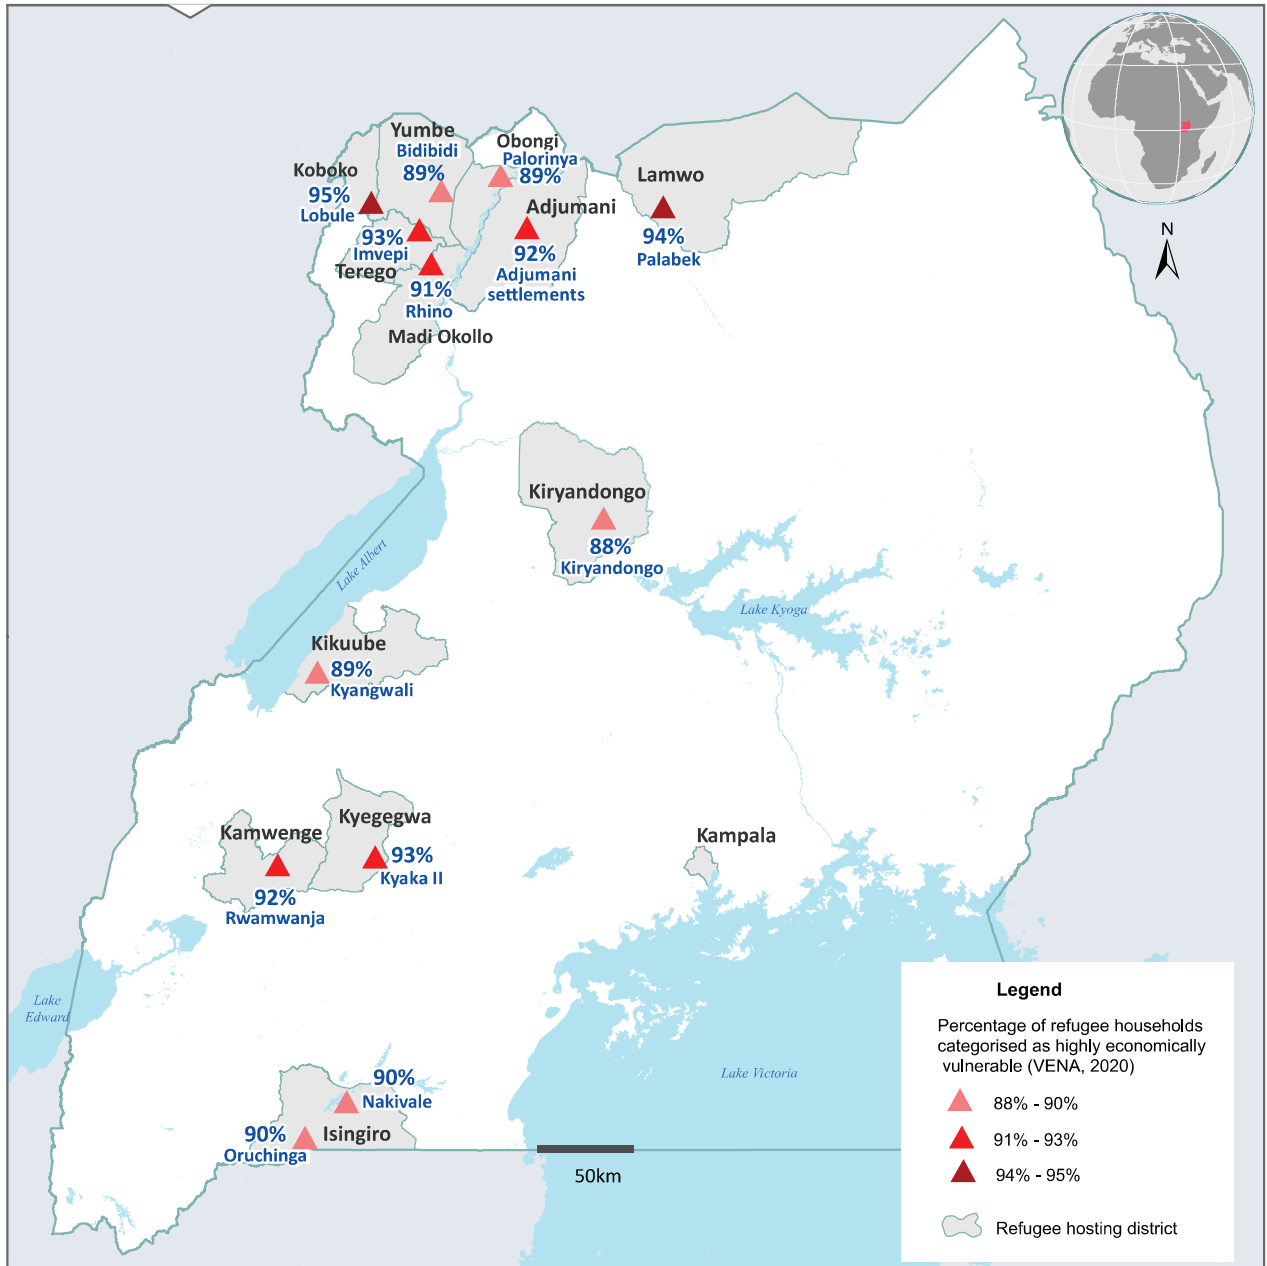 N
Yumbe
Bidibidi
89%
Obongi
Palorinya
89%
Koboko
95%
Lobule
Lamwo
94%
Palabek
Adjumani
92%
Adjumani
settlements
93%
Imvepi
Terego
91%
Rhino
Madi Okollo
Kiryandongo
88%
Kiryandongo
Lake Albert
Lake Kyoga
Kikuube
89%
Kyangwali
Kyegegwa
93%
Kyaka II
Kamwenge
92%
Rwamwanja
Kampala
Lake
Edward
Lake Victoria
90%
Nakivale
90%
Oruchinga
Isingiro
50km
Legend
Percentage of refugee households
categorised as highly economically
vulnerable (VENA, 2020)
88% - 90%
91% - 93%
94% - 95%
Refugee hosting district